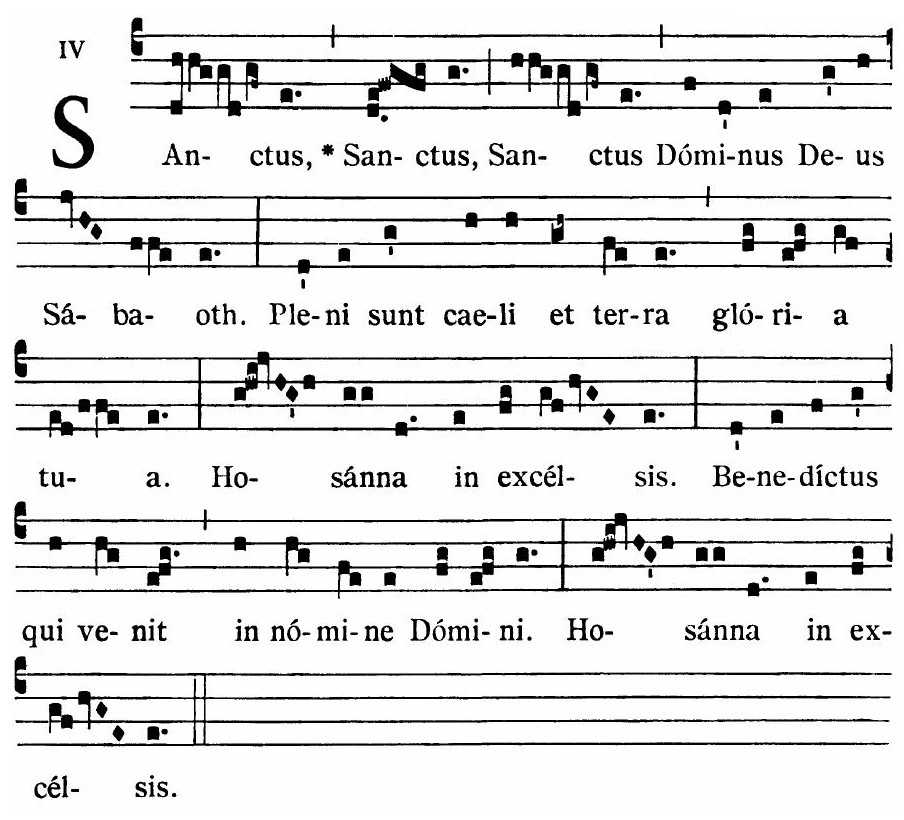 IV
SAn- ctus, * San- ctus, San- ctus Dómi-nus De- us
Sá- ba- oth. Ple-ni sunt cae-li et ter-ra gló- ri- a
tu- a. Ho- sánna in excél- sis. Be-ne-díctus
qui ve- nit in nó-mi-ne Dómi- ni. Ho- sánna in ex-
cél- sis.